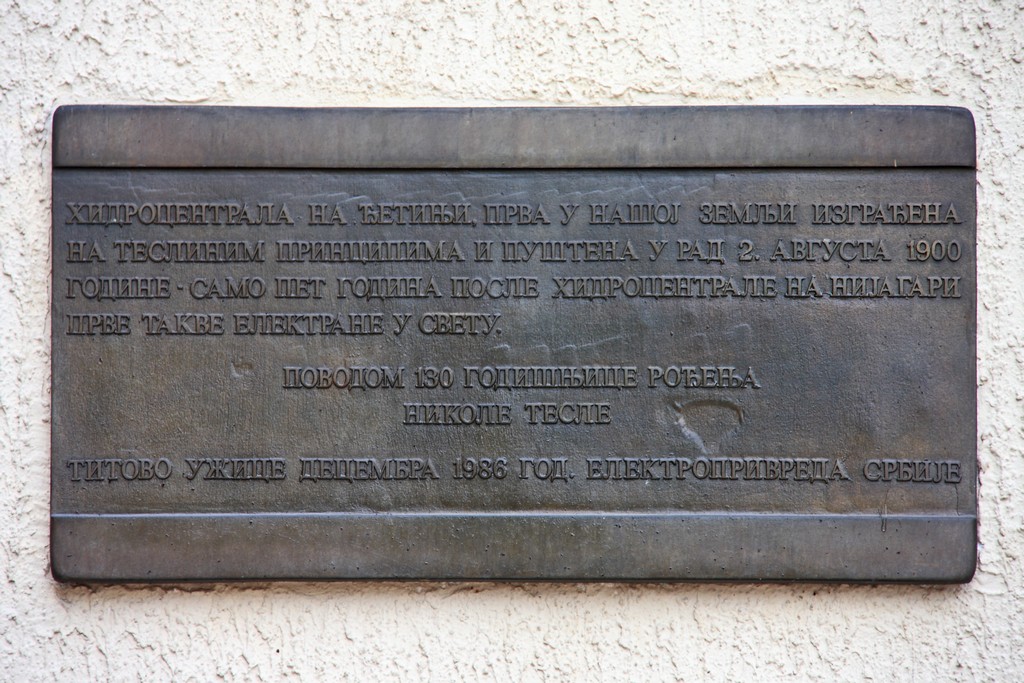 ХИДРОЦЕНТРАЛА НА ЂЕТИЊИ, ПРВА У НАШОЈ ЗЕМЉИ ИЗГРАЂЕНА
НА ТЕСЛИНИМ ПРИНЦИПИМА И ПУШТЕНА У РАД 2. АВГУСТА 1900
ГОДИНЕ - САМО ПЕТ ГОДИНА ПОСЛЕ ХИДРОЦЕНТРАЛЕ НА НИЈАГАРИ
ПРВЕ ТАКВЕ ЕЛЕКТРАНЕ У СВЕТУ.
ПОВОДОМ 130 ГОДИШЊИЦЕ РОЂЕЊА
НИКОЛЕ ТЕСЛЕ
ТИТОВО УЖИЦЕ ДЕЦЕМБРА 1986 ГОД. ЕЛЕКТРОПРИВРЕДА СРБИЈЕ